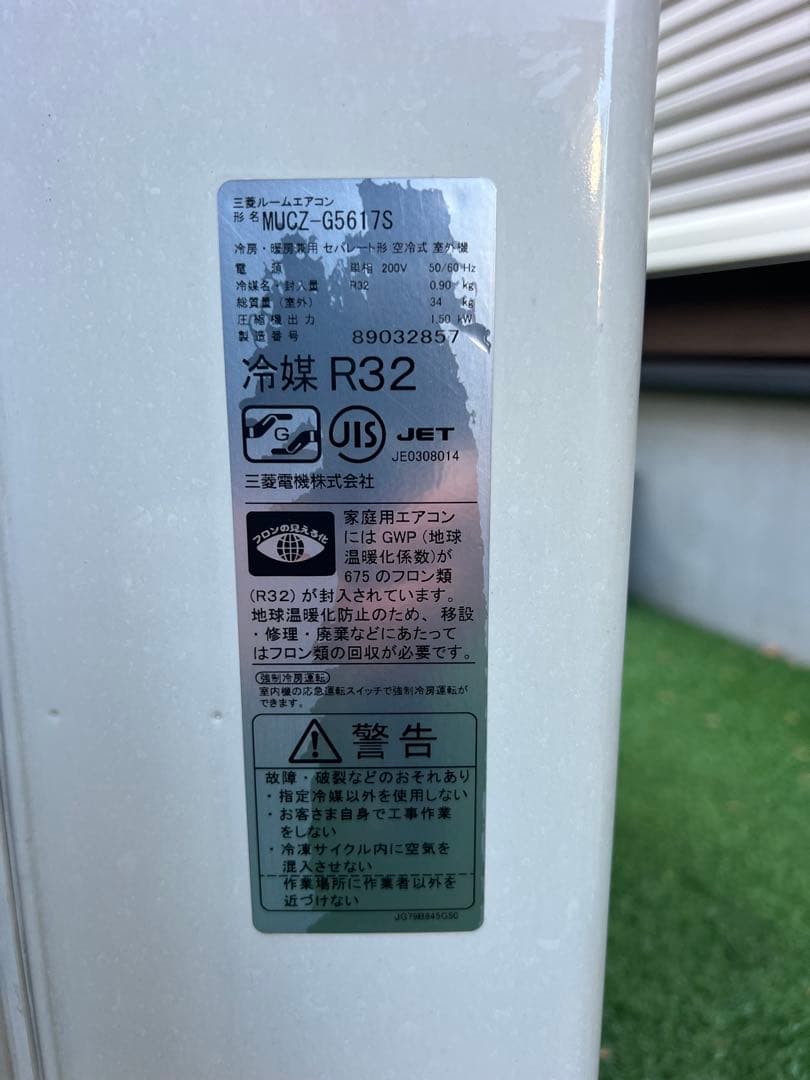 三菱ルームエアコン
形名 MUCZ-G5617S
冷房・暖房兼用 セパレート形 空冷式 室外機
電源 単相 200V 50/60 Hz
冷媒名・封入量 R32 0.90 kg
総質量(室外) 34 kg
圧縮機出力 1.50 kW
製造番号 89032857
冷媒 R32
G JIS JET
JE0308014
三菱電機株式会社
フロンの見える化
家庭用エアコン
には GWP (地球
温暖化係数)が
675 のフロン類
(R32) が封入されています。
地球温暖化防止のため、移設
・修理・廃棄などにあたって
はフロン類の回収が必要です。
強制冷房運転
室内機の応急運転スイッチで強制冷房運転が
できます。
警告
故障・破裂などのおそれあり
・指定冷媒以外を使用しない
・お客さま自身で工事作業
をしない
・冷凍サイクル内に空気を
混入させない
作業場所に作業者以外を
近づけない
JG79B845G50